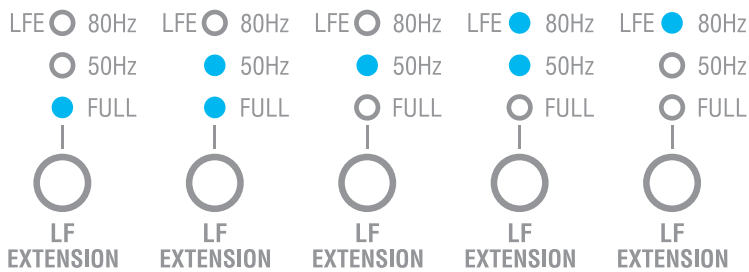 LFE 80Hz LFE 80Hz LFE 80Hz LFE 80Hz LFE 80Hz
50Hz 50Hz 50Hz 50Hz 50Hz
FULL FULL FULL FULL FULL
LF LF LF LF LF
EXTENSION EXTENSION EXTENSION EXTENSION EXTENSION